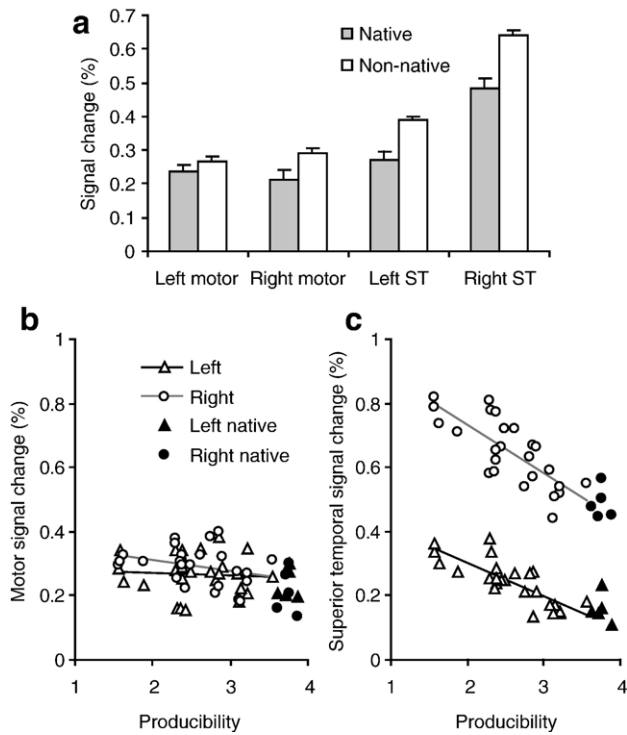 a
0.7
0.6
0.5
0.4
0.3
0.2
0.1
0
Signal change (%)
Native
Non-native
Left motor Right motor Left ST Right ST
b
1
0.8
0.6
0.4
0.2
0
Motor signal change (%)
Left
Right
Left native
Right native
1 2 3 4
Producibility
c
1
0.8
0.6
0.4
0.2
0
Superior temporal signal change (%)
1 2 3 4
Producibility